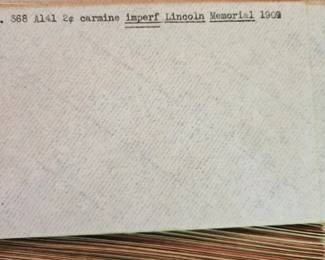 . 368 A141 2¢ carmine imperf Lincoln Memorial 1909